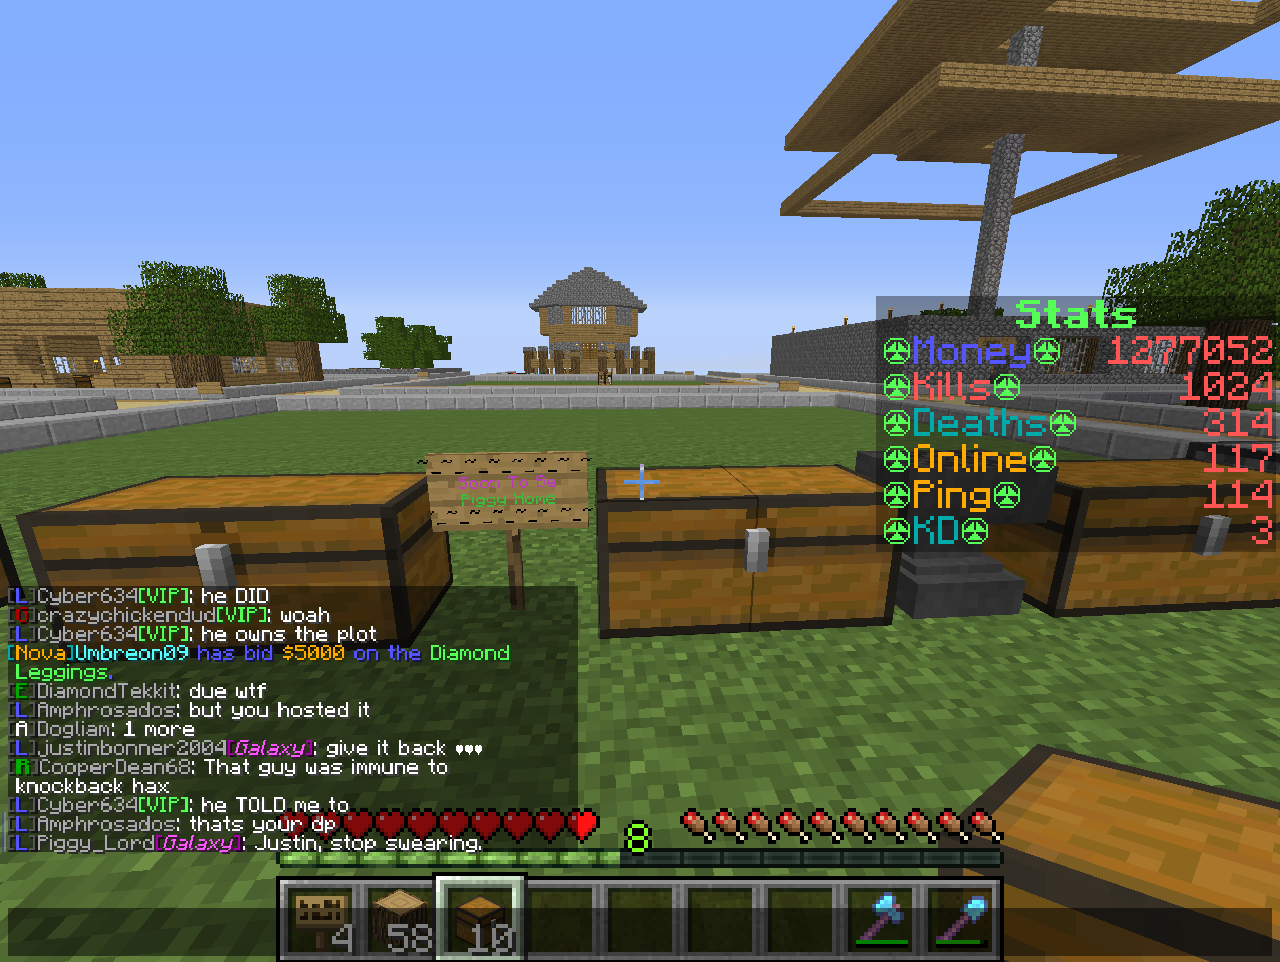 Stats
Money 1277052
Kills 1024
Deaths 314
Online 117
Ping 114
KD 3
Born To Be
Piggy Home
[L]Cyber634[VIP]: he DID
[G]crazychickendud[VIP]: woah
[L]Cyber634[VIP]: he owns the plot
[Nova]Umbreon09 has bid $5000 on the Diamond
Leggings.
[E]DiamondTekkit: due wtf
[L]Amphrosados: but you hosted it
[A]Dogliam: 1 more
[L].justinbonner2004[Galaxy]: give it back ♥♥♥
[R]CooperDean68: That guy was immune to
knockback hax
[L]Cyber634[VIP]: he TOLD me to
[L]Amphrosados: thats your dp
[L]Piggy_Lord[Galaxy]: Justin, stop swearing.
8
4
58
10